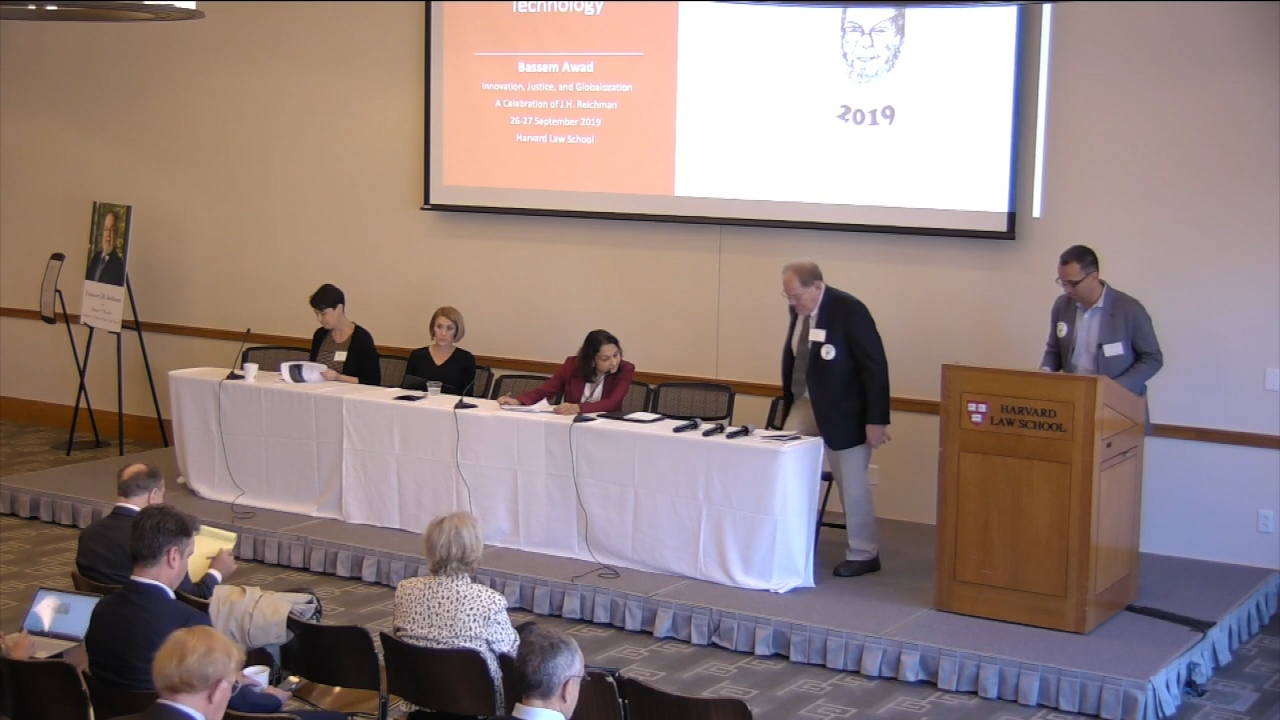 Technology
Bassem Awad
Innovation, Justice, and Globalization
A Celebration of J.H. Reichman
26-27 September 2019
Harvard Law School
2019
HARVARD
LAW SCHOOL